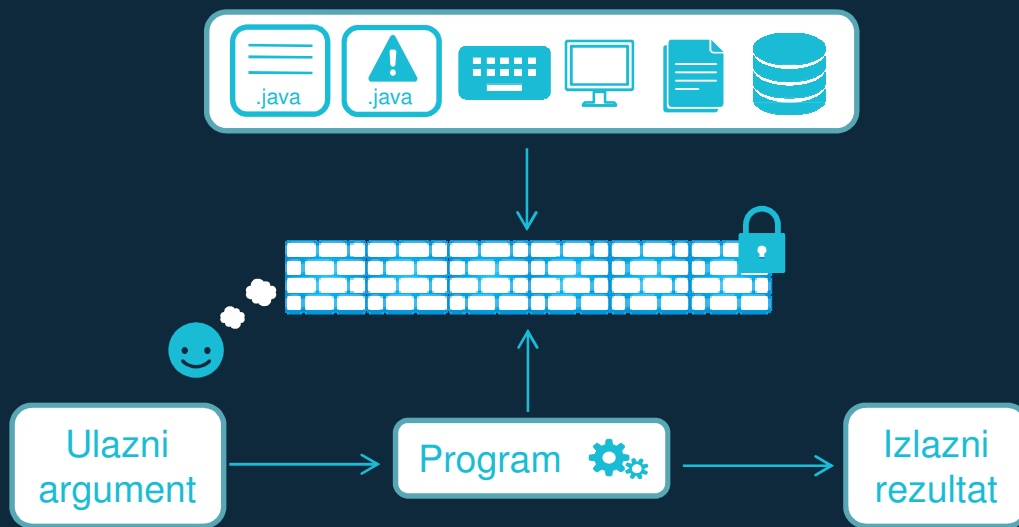 .java
.java
Ulazni
argument
Program
Izlazni
rezultat